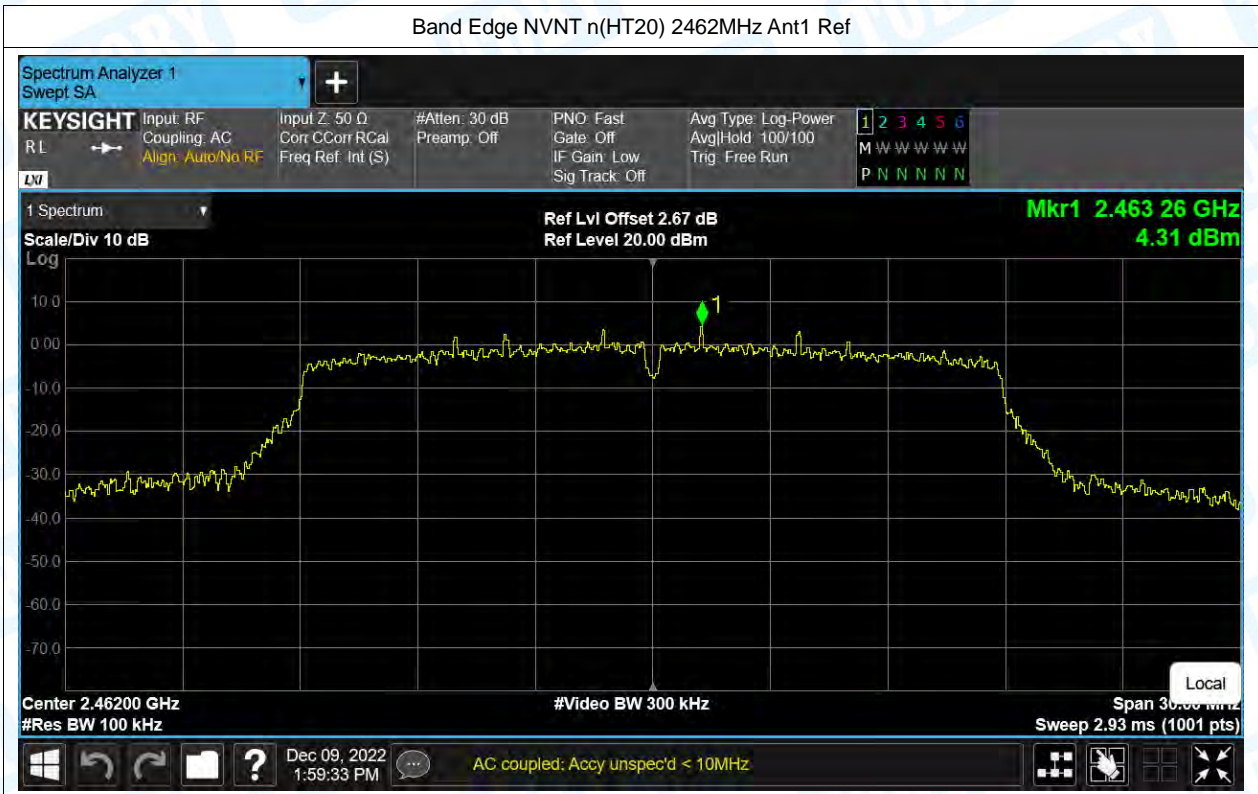 Band Edge NVNT n(HT20) 2462MHz Ant1 Ref
Spectrum Analyzer 1
Swept SA
+
KEYSIGHT
RL
LXI
Input: RF
Coupling: AC
Align: Auto/No RF
Input Z: 50 Ω
Corr CCorr RCal
Freq Ref: Int (S)
#Atten: 30 dB
Preamp: Off
PNO: Fast
Gate: Off
IF Gain: Low
Sig Track: Off
Avg Type: Log-Power
Avg|Hold: 100/100
Trig: Free Run
1 2 3 4 5 6
M W W W W W
P N N N N N
1 Spectrum
Scale/Div 10 dB
Log
Ref Lvl Offset 2.67 dB
Ref Level 20.00 dBm
Mkr1 2.463 26 GHz
4.31 dBm
1
10.0
0.00
-10.0
-20.0
-30.0
-40.0
-50.0
-60.0
-70.0
Local
Center 2.46200 GHz
#Res BW 100 kHz
#Video BW 300 kHz
Span 30.00 MHz
Sweep 2.93 ms (1001 pts)
?
Dec 09, 2022
1:59:33 PM
AC coupled: Accy unspec'd < 10MHz